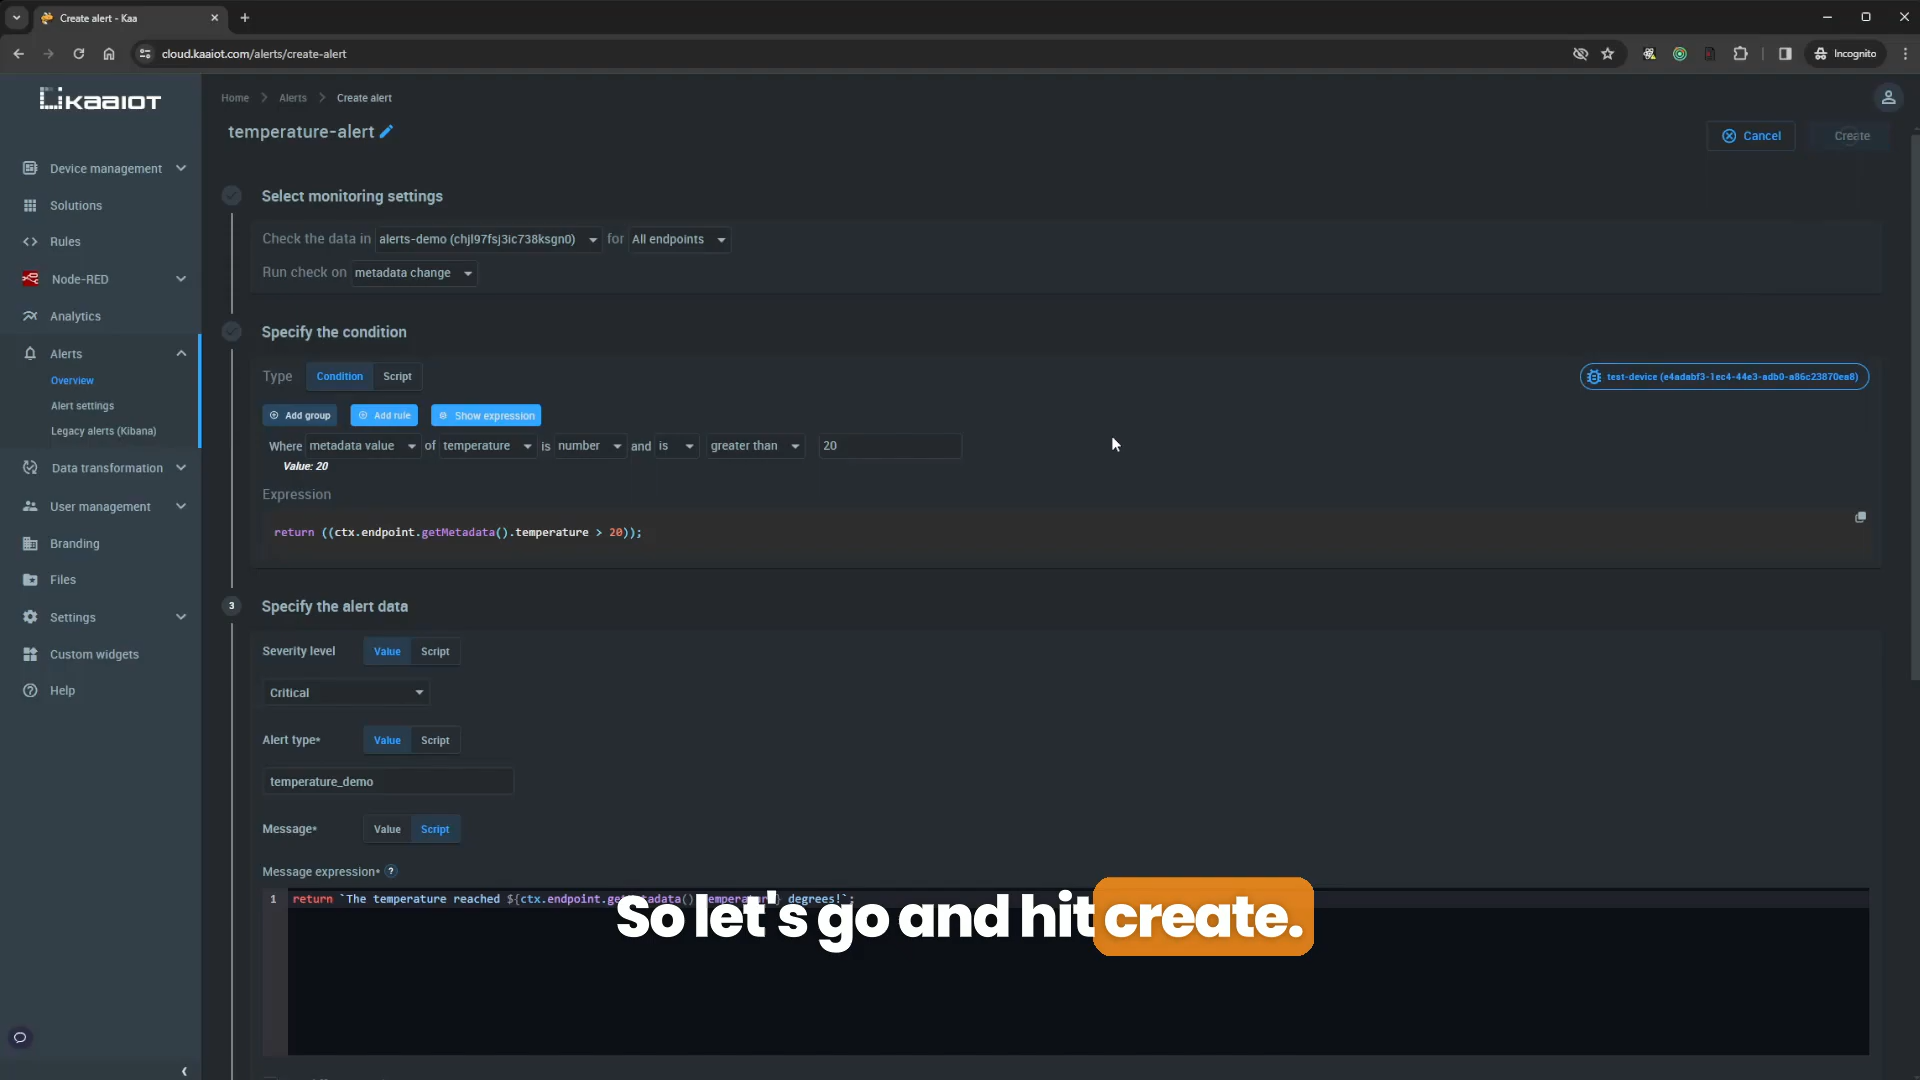 Create alert - Kaa
cloud.kaaiot.com/alerts/create-alert
Incognito
kaaIoT
Home > Alerts > Create alert
temperature-alert
Cancel
Create
Device management
Solutions
Rules
Node-RED
Analytics
Alerts
Overview
Alert settings
Legacy alerts (Kibana)
Data transformation
User management
Branding
Files
Settings
Custom widgets
Help
Select monitoring settings
Check the data in alerts-demo (chjl97fsj3ic738ksgn0) for All endpoints
Run check on metadata change
Specify the condition
Type Condition Script
test-device (e4adabf3-1ec4-44e3-adb0-a86c23870ea8)
Add group Add rule Show expression
Where metadata value of temperature is number and is greater than 20
Value: 20
Expression
return ((ctx.endpoint.getMetadata().temperature > 20));
3 Specify the alert data
Severity level Value Script
Critical
Alert type* Value Script
temperature_demo
Message* Value Script
Message expression* ?
1 return `The temperature reached ${ctx.endpoint.getMetadata().temperature} degrees!`;
So let's go and hit create.